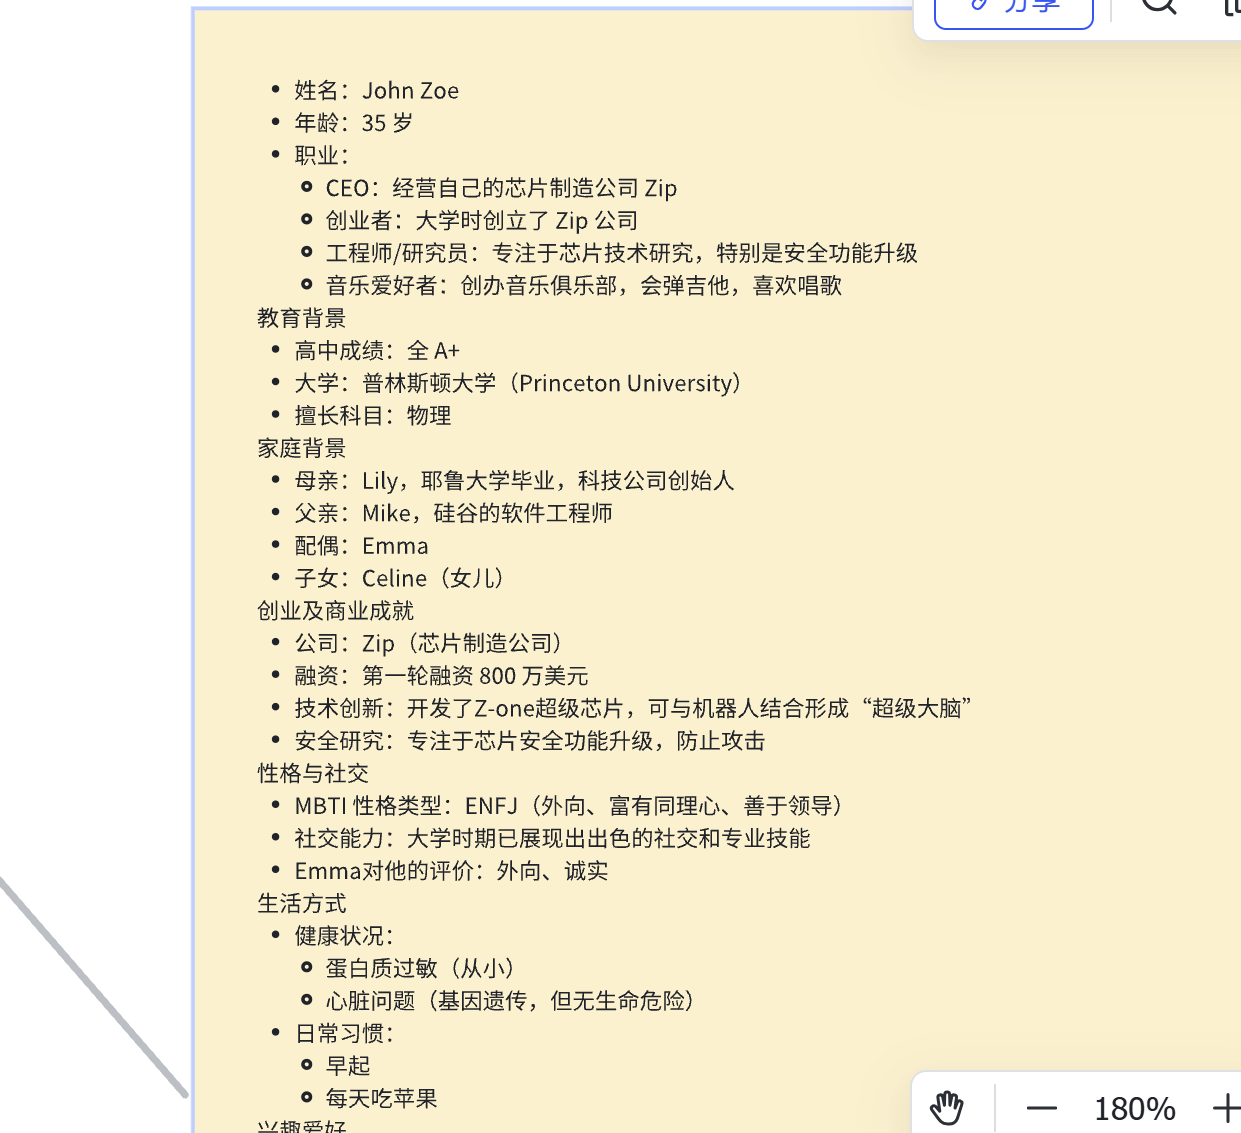 分享
姓名：John Zoe
年龄：35 岁
职业：
CEO：经营自己的芯片制造公司 Zip
创业者：大学时创立了 Zip 公司
工程师/研究员：专注于芯片技术研究，特别是安全功能升级
音乐爱好者：创办音乐俱乐部，会弹吉他，喜欢唱歌
教育背景
高中成绩：全 A+
大学：普林斯顿大学（Princeton University）
擅长科目：物理
家庭背景
母亲：Lily，耶鲁大学毕业，科技公司创始人
父亲：Mike，硅谷的软件工程师
配偶：Emma
子女：Celine（女儿）
创业及商业成就
公司：Zip（芯片制造公司）
融资：第一轮融资 800 万美元
技术创新：开发了Z-one超级芯片，可与机器人结合形成“超级大脑”
安全研究：专注于芯片安全功能升级，防止攻击
性格与社交
MBTI 性格类型：ENFJ（外向、富有同理心、善于领导）
社交能力：大学时期已展现出出色的社交和专业技能
Emma对他的评价：外向、诚实
生活方式
健康状况：
蛋白质过敏（从小）
心脏问题（基因遗传，但无生命危险）
日常习惯：
早起
每天吃苹果
兴趣爱好
180%